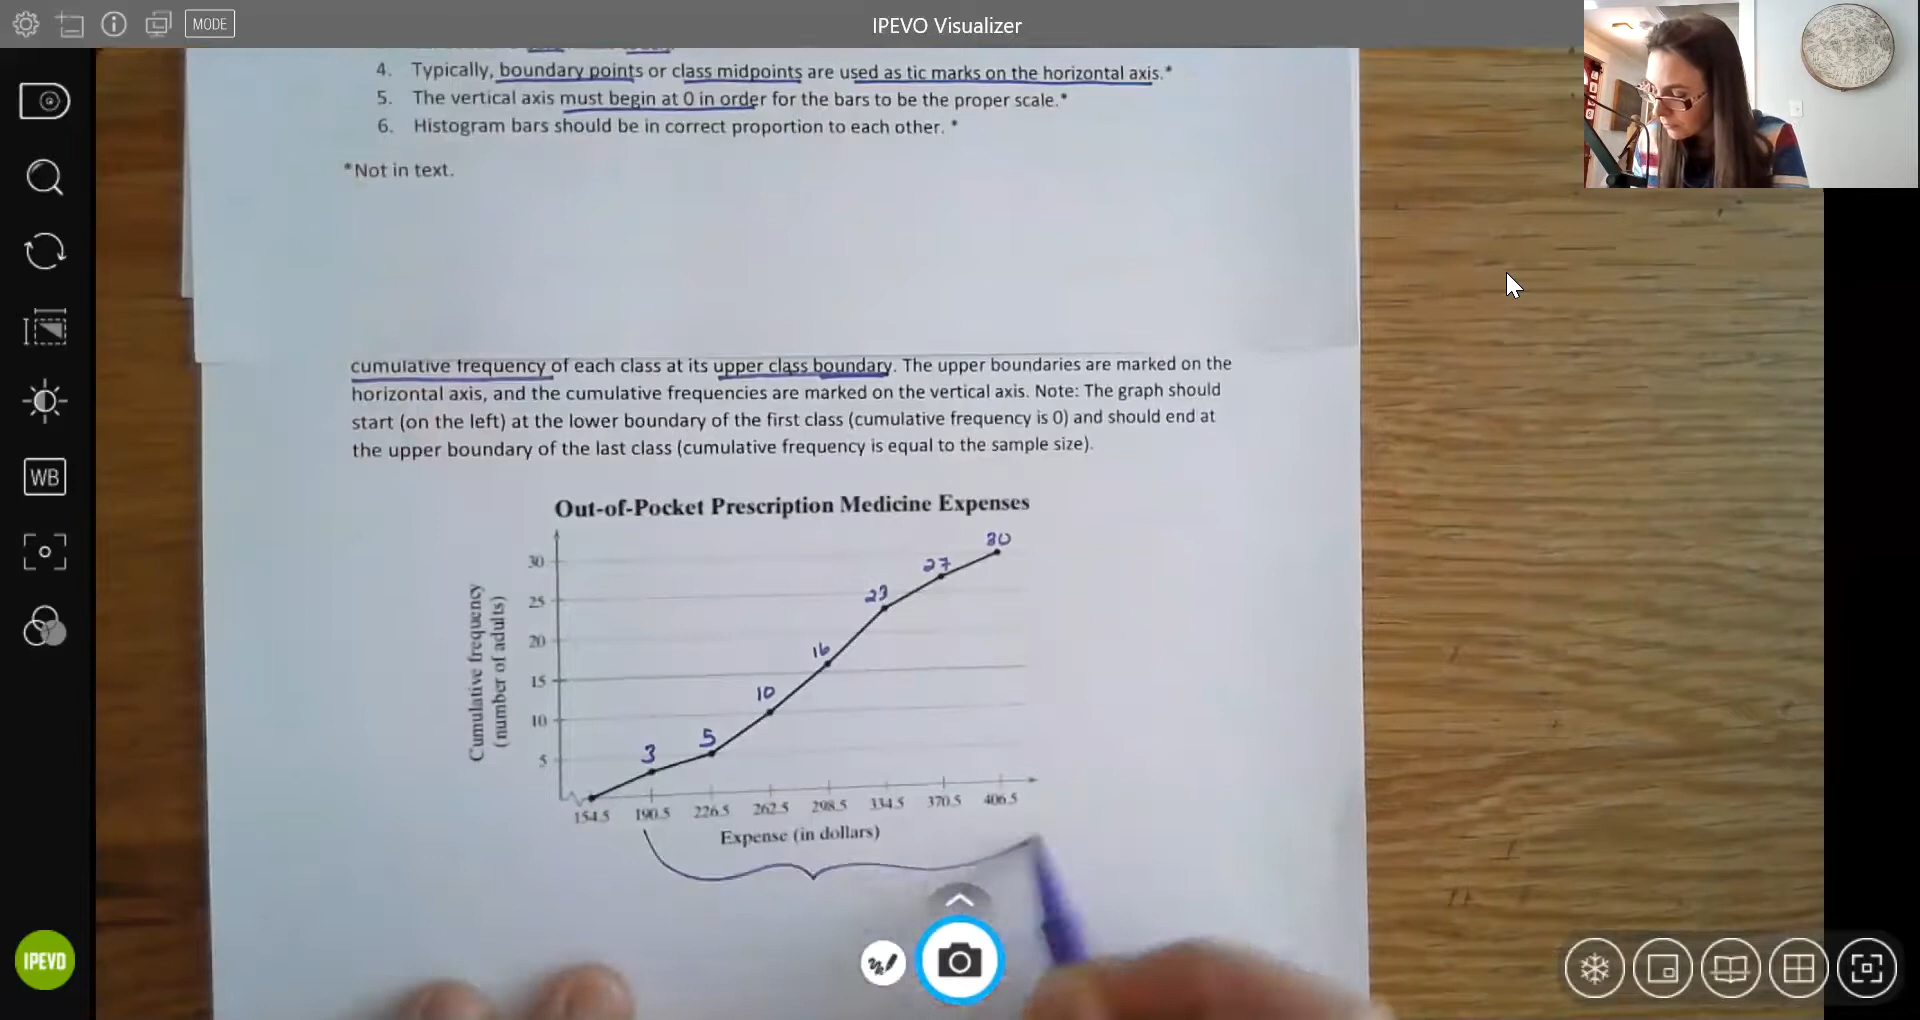 MODE
IPEVO Visualizer
4. Typically, boundary points or class midpoints are used as tic marks on the horizontal axis.*
5. The vertical axis must begin at 0 in order for the bars to be the proper scale.*
6. Histogram bars should be in correct proportion to each other. *
*Not in text.
cumulative frequency of each class at its upper class boundary. The upper boundaries are marked on the
horizontal axis, and the cumulative frequencies are marked on the vertical axis. Note: The graph should
start (on the left) at the lower boundary of the first class (cumulative frequency is 0) and should end at
the upper boundary of the last class (cumulative frequency is equal to the sample size).
Out-of-Pocket Prescription Medicine Expenses
Cumulative frequency
(number of adults)
30
25
20
15
10
5
3
5
10
16
23
27
30
154.5 190.5 226.5 262.5 298.5 334.5 370.5 406.5
Expense (in dollars)
WB
IPEVO